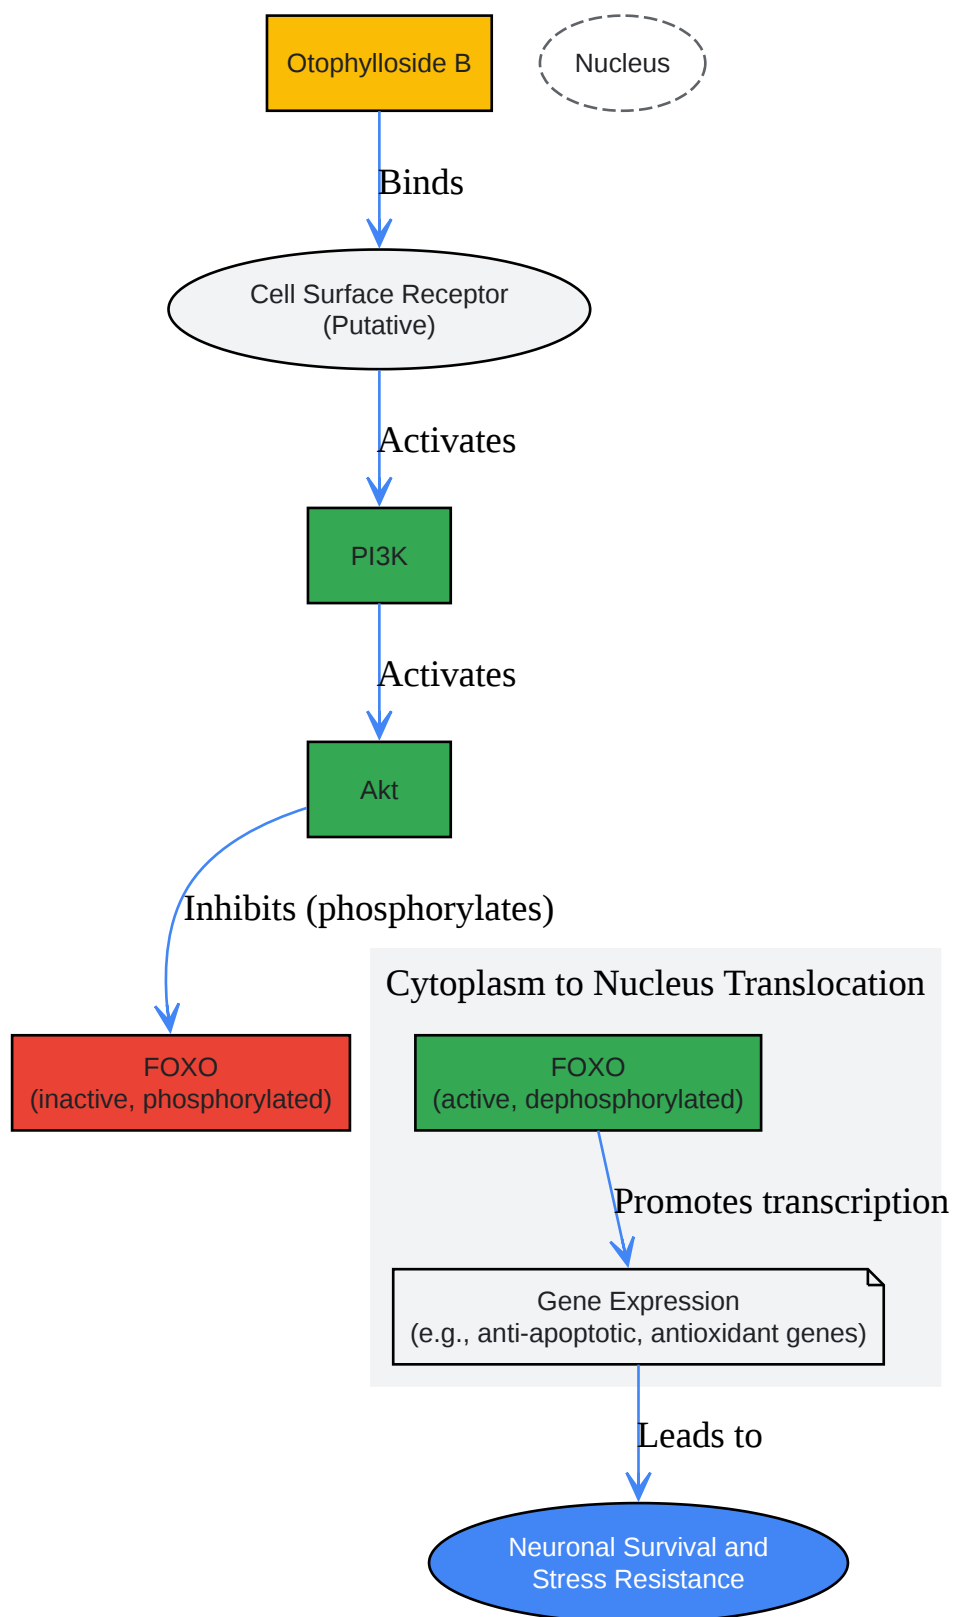 Otophylloside B
Nucleus
Binds
Cell Surface Receptor
(Putative)
Activates
PI3K
Activates
Akt
Inhibits (phosphorylates)
Cytoplasm to Nucleus Translocation
FOXO
(inactive, phosphorylated)
FOXO
(active, dephosphorylated)
Promotes transcription
Gene Expression
(e.g., anti-apoptotic, antioxidant genes)
Leads to
Neuronal Survival and
Stress Resistance